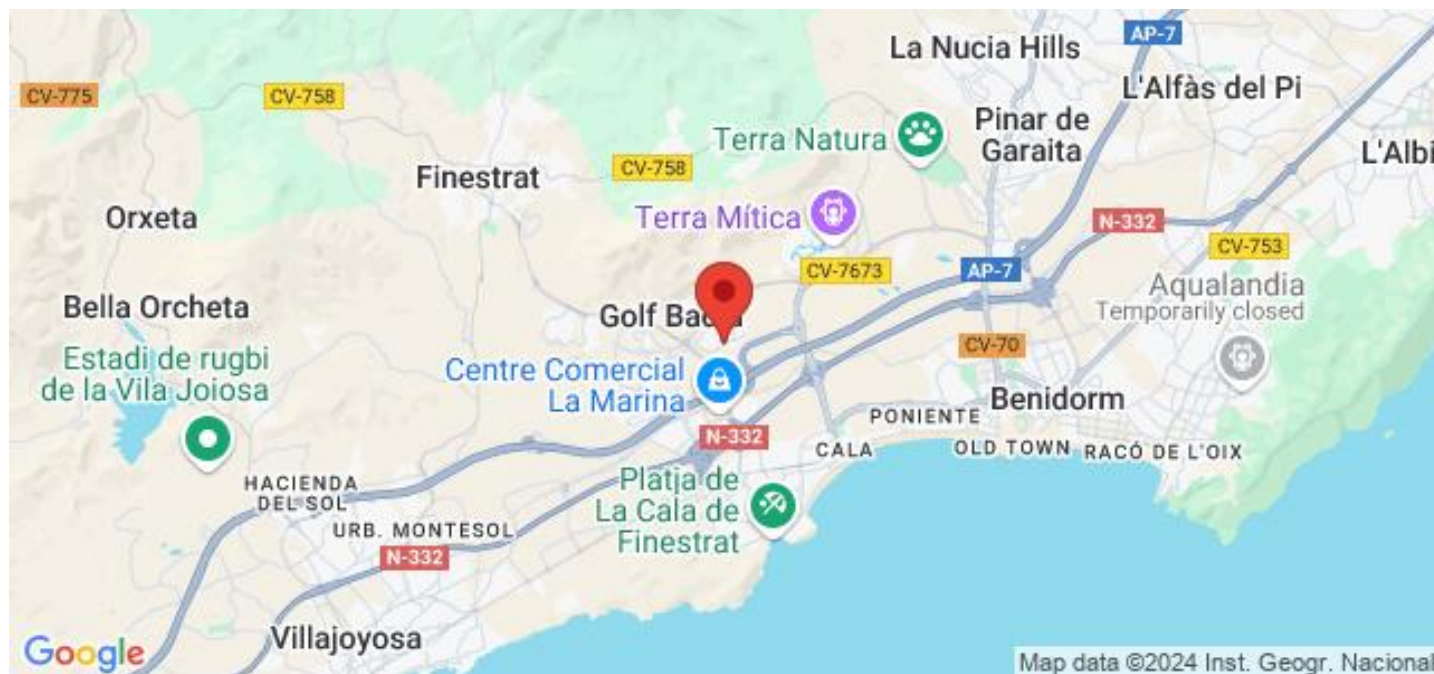 La Nucia Hills
AP-7
CV-775
CV-758
L'Alfàs del Pi
Terra Natura
Pinar de
Garaita
L'Albi
Finestrat
CV-758
Orxeta
Terra Mítica
N-332
CV-753
CV-7673
AP-7
Aqualandia
Temporarily closed
Bella Orcheta
Golf
CV-70
Estadi de rugbi
de la Vila Joiosa
Centre Comercial
La Marina
Benidorm
PONIENTE
N-332
CALA
OLD TOWN
RACÓ DE L'OIX
HACIENDA
DEL SOL
Platja de
La Cala de
Finestrat
URB. MONTESOL
N-332
Villajoyosa
Google
Map data ©2024 Inst. Geogr. Nacional